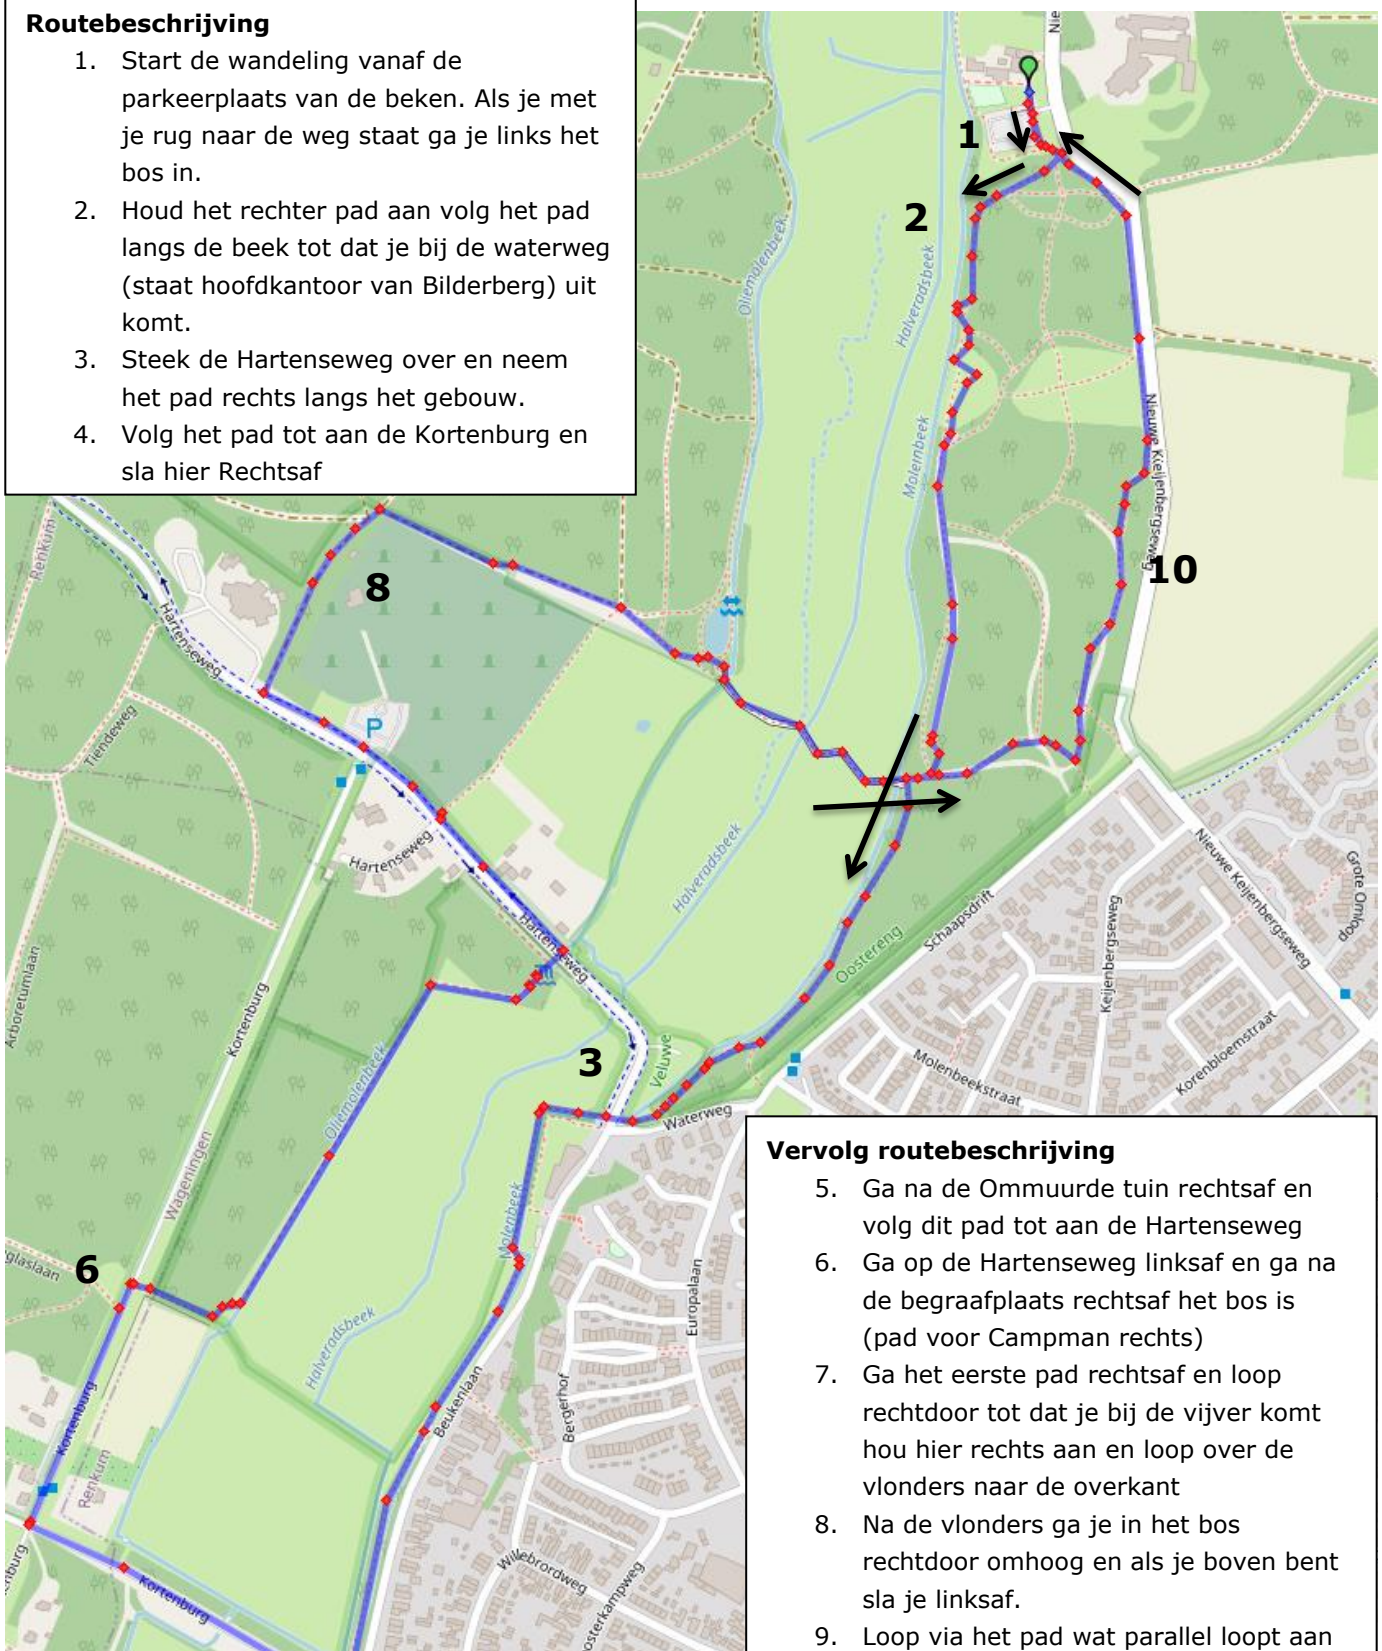 Routebeschrijving
1. Start de wandeling vanaf de
parkeerplaats van de beken. Als je met
je rug naar de weg staat ga je links het
bos in.
2. Houd het rechter pad aan volg het pad
langs de beek tot dat je bij de waterweg
(staat hoofdkantoor van Bilderberg) uit
komt.
3. Steek de Hartenseweg over en neem
het pad rechts langs het gebouw.
4. Volg het pad tot aan de Kortenburg en
sla hier Rechtsaf
Nie
1
2
Oliemolenbeek
Halveradsbeek
Molenbeek
Nieuwe Keijenbergseweg
10
Renkum
8
Hartenseweg
P
Tiendeweg
Hartenseweg
Hartenseweg
Halveradsbeek
Oostereng
Schaapsdrift
Nieuwe Keijenbergseweg
Grote Omloop
Keijenbergseweg
Arboretumlaan
Kortenburg
Oliemolenbeek
3
Veluwe
Waterweg
Molenbeekstraat
Korenbloemstraat
Wageningen
6
glaslaan
Molenbeek
Halveradsbeek
Europalaan
Kortenburg
Beukenlaan
Bergerhof
Renkum
enburg
Kortenburg
Willebrordweg
osterkampweg
Vervolg routebeschrijving
5. Ga na de Ommuurde tuin rechtsaf en
volg dit pad tot aan de Hartenseweg
6. Ga op de Hartenseweg linksaf en ga na
de begraafplaats rechtsaf het bos is
(pad voor Campman rechts)
7. Ga het eerste pad rechtsaf en loop
rechtdoor tot dat je bij de vijver komt
hou hier rechts aan en loop over de
vlonders naar de overkant
8. Na de vlonders ga je in het bos
rechtdoor omhoog en als je boven bent
sla je linksaf.
9. Loop via het pad wat parallel loopt aan